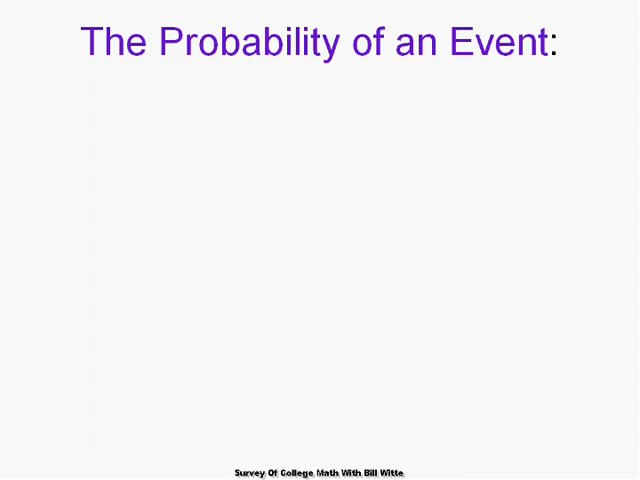 The Probability of an Event:
Survey Of College Math With Bill Witte